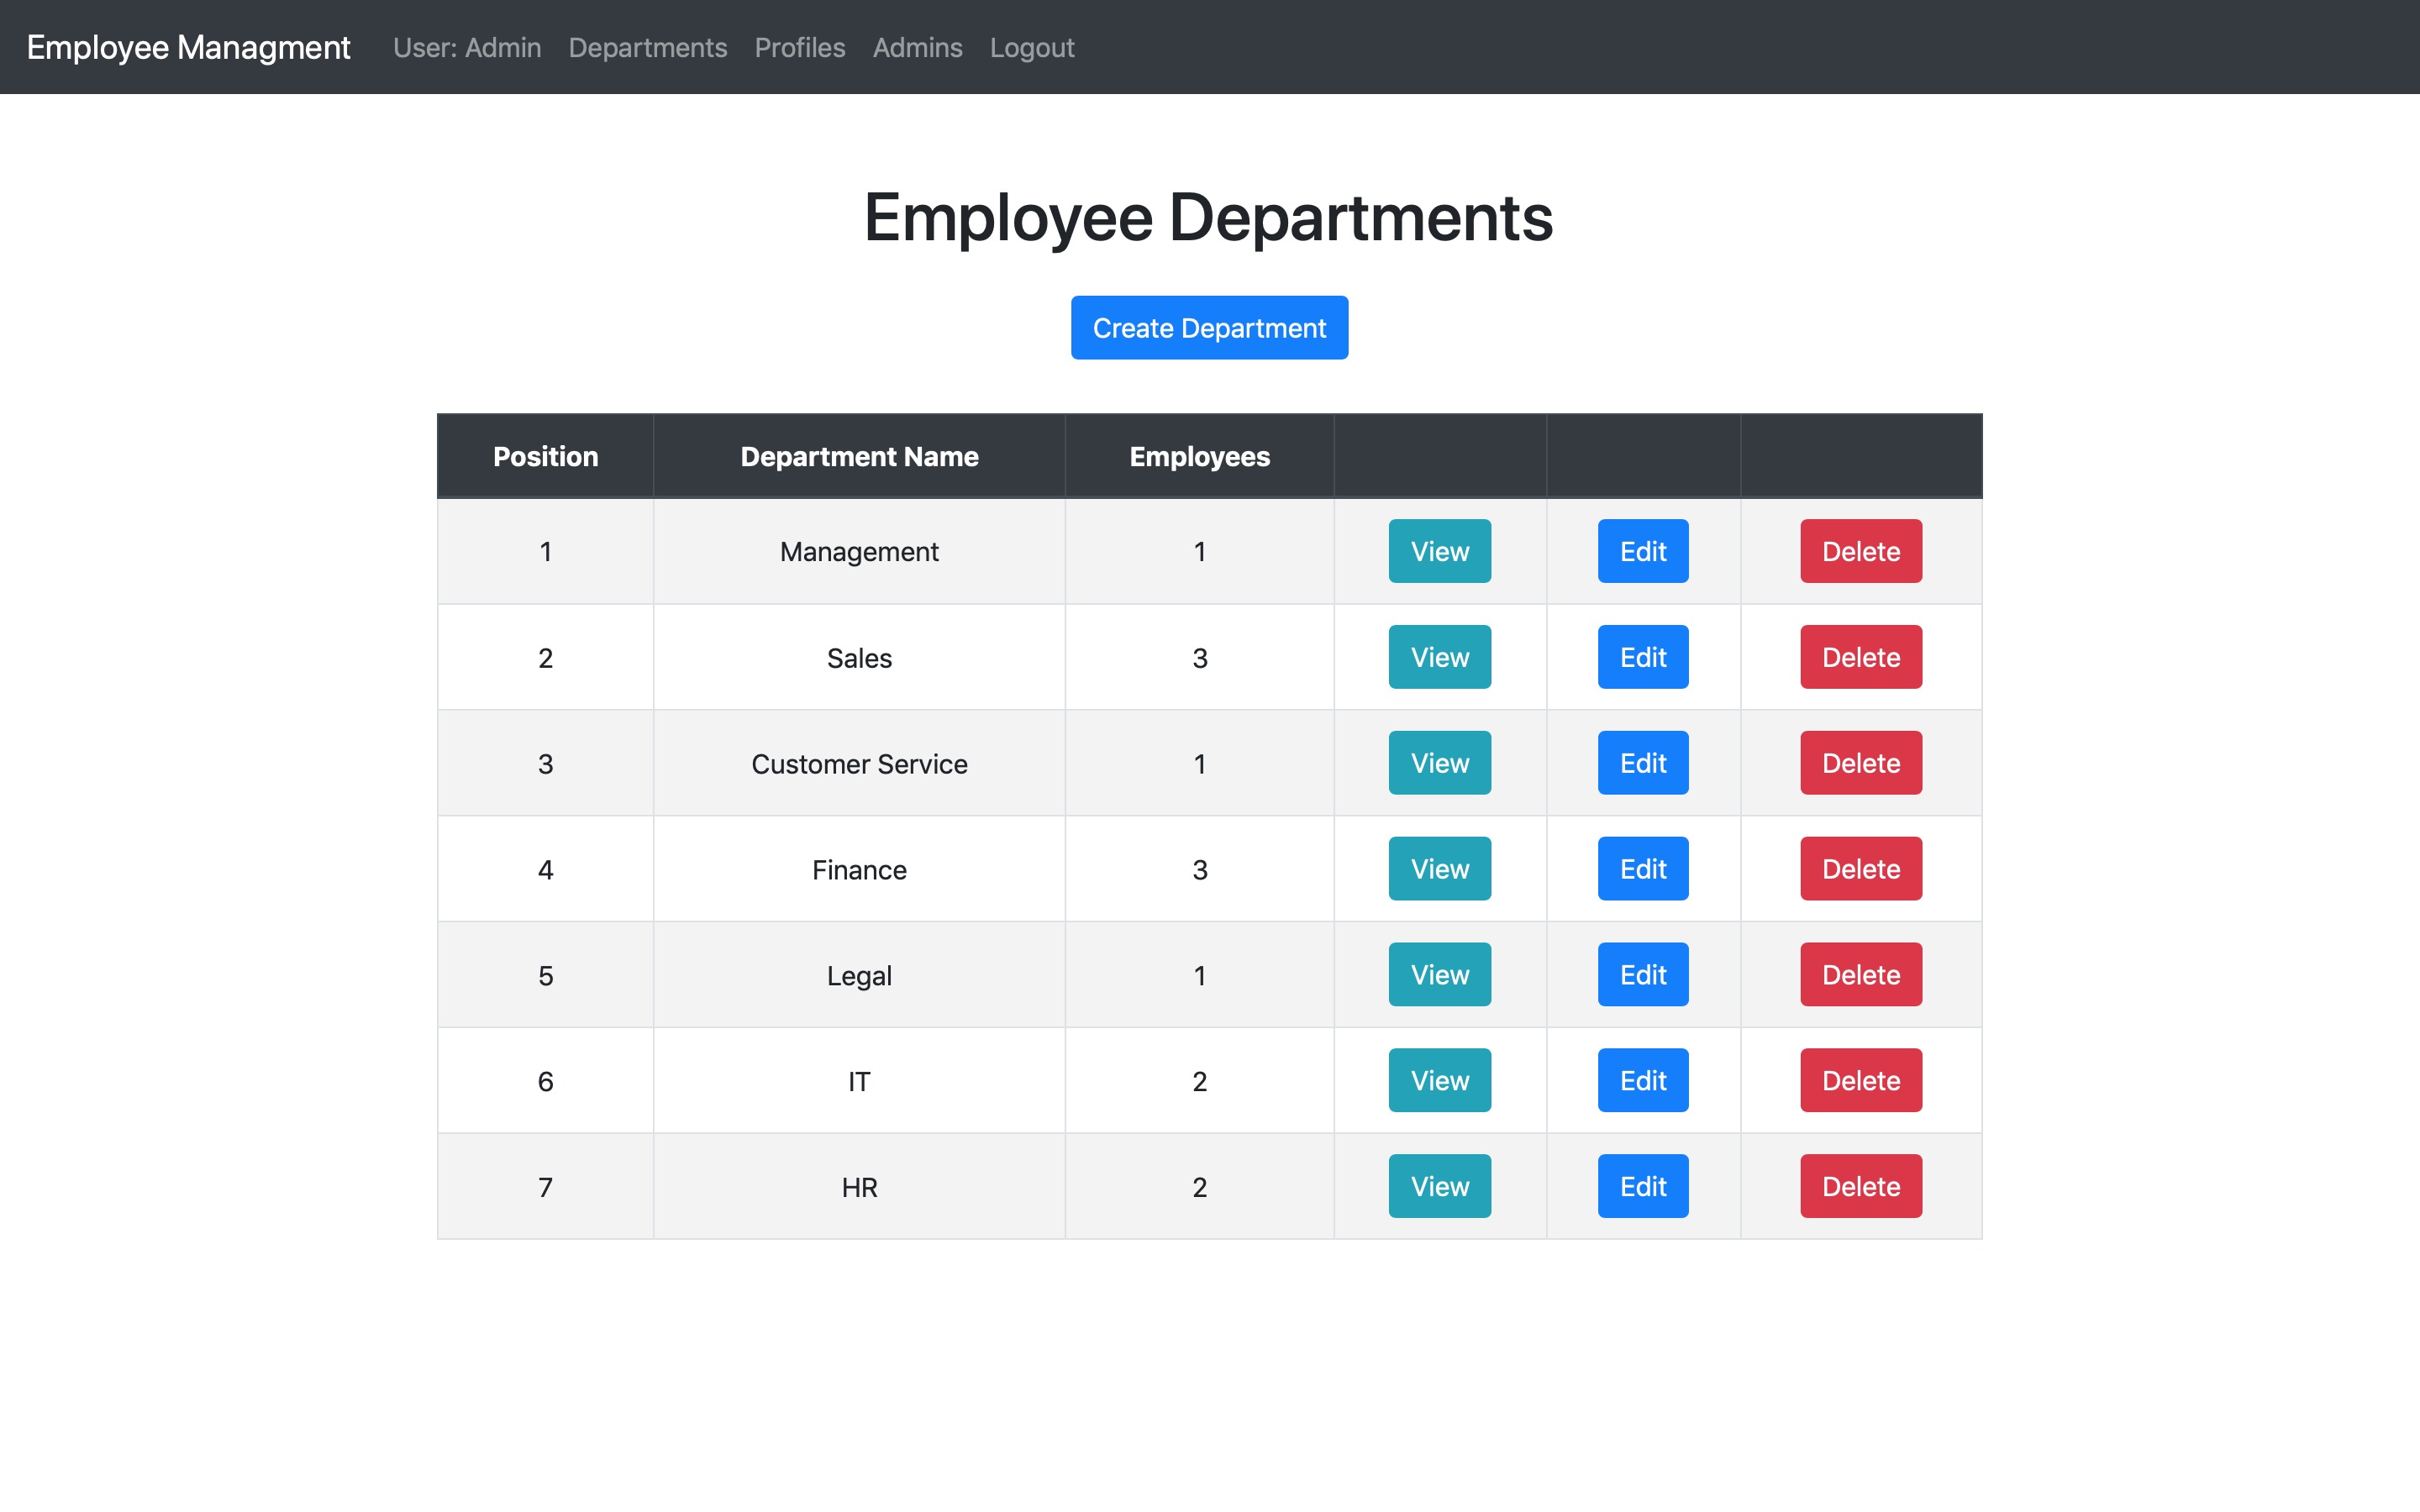 Employee Managment User: Admin Departments Profiles Admins Logout
Employee Departments
Create Department
Position Department Name Employees
1 Management 1 View Edit Delete
2 Sales 3 View Edit Delete
3 Customer Service 1 View Edit Delete
4 Finance 3 View Edit Delete
5 Legal 1 View Edit Delete
6 IT 2 View Edit Delete
7 HR 2 View Edit Delete